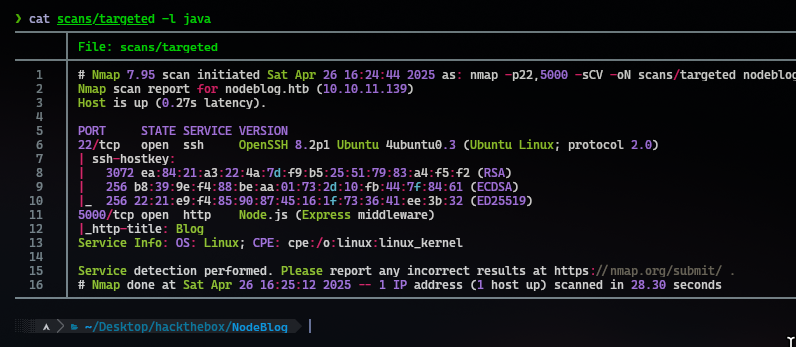 ❯ cat scans/targeted -l java
File: scans/targeted
1 # Nmap 7.95 scan initiated Sat Apr 26 16:24:44 2025 as: nmap -p22,5000 -sCV -oN scans/targeted nodeblog
2 Nmap scan report for nodeblog.htb (10.10.11.139)
3 Host is up (0.27s latency).
4
5 PORT     STATE SERVICE VERSION
6 22/tcp   open  ssh     OpenSSH 8.2p1 Ubuntu 4ubuntu0.3 (Ubuntu Linux; protocol 2.0)
7 | ssh-hostkey:
8 |   3072 ea:84:21:a3:22:4a:7d:f9:b5:25:51:79:83:a4:f5:f2 (RSA)
9 |   256 b8:39:9e:f4:88:be:aa:01:73:2d:10:fb:44:7f:84:61 (ECDSA)
10 |_  256 22:21:e9:f4:85:90:87:45:16:1f:73:36:41:ee:3b:32 (ED25519)
11 5000/tcp open  http    Node.js (Express middleware)
12 |_http-title: Blog
13 Service Info: OS: Linux; CPE: cpe:/o:linux:linux_kernel
14
15 Service detection performed. Please report any incorrect results at https://nmap.org/submit/ .
16 # Nmap done at Sat Apr 26 16:25:12 2025 -- 1 IP address (1 host up) scanned in 28.30 seconds
~/Desktop/hackthebox/NodeBlog